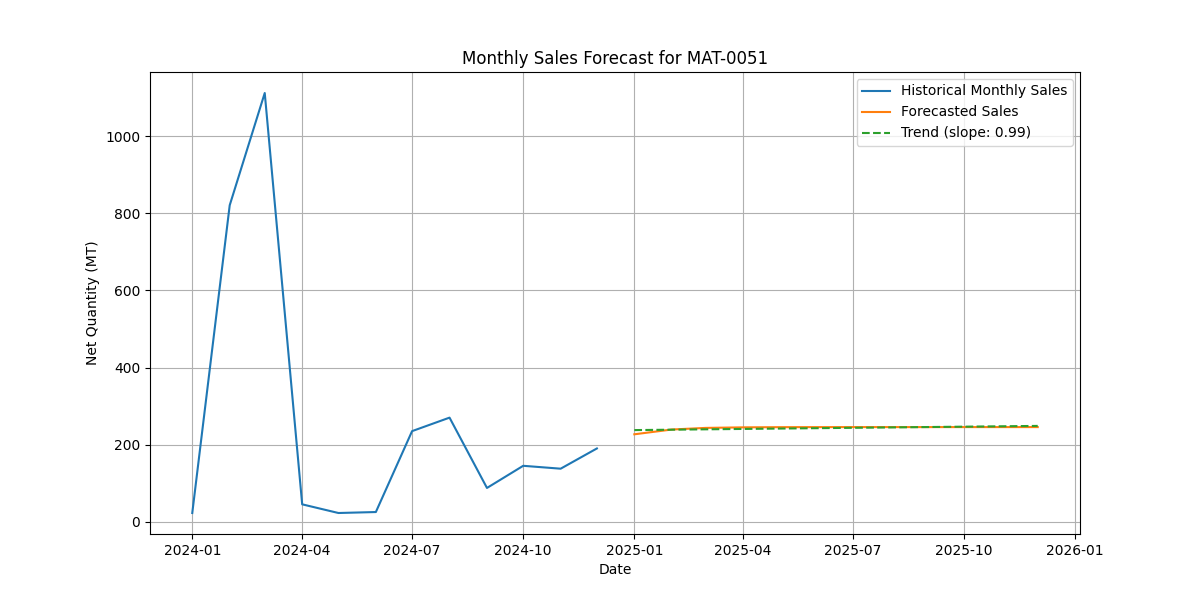 Monthly Sales Forecast for MAT-0051
Historical Monthly Sales
Forecasted Sales
Trend (slope: 0.99)
Net Quantity (MT)
1000
800
600
400
200
0
2024-01 2024-04 2024-07 2024-10 2025-01 2025-04 2025-07 2025-10 2026-01
Date